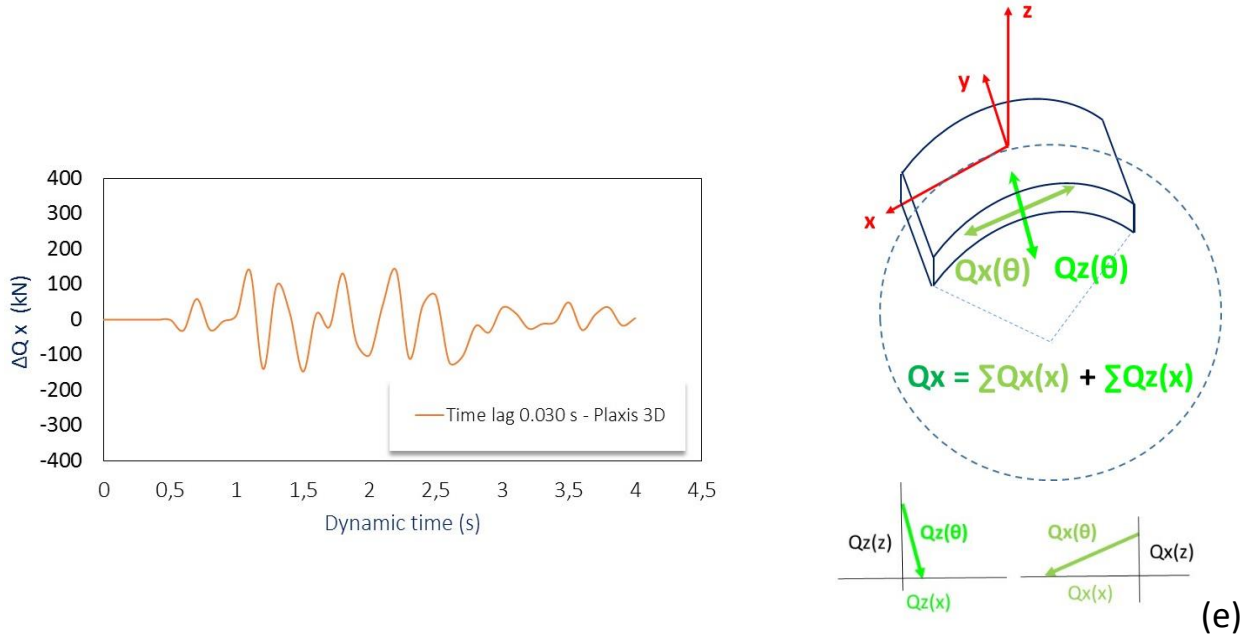 400
300
200
100
0
-100
-200
-300
-400
ΔQ x (kN)
0 0,5 1 1,5 2 2,5 3 3,5 4 4,5
Dynamic time (s)
Time lag 0.030 s - Plaxis 3D
z
y
x
Qx(θ) Qz(θ)
Qx = ∑Qx(x) + ∑Qz(x)
Qz(z) Qz(θ)
Qz(x)
Qx(θ) Qx(z)
Qx(x)
(e)